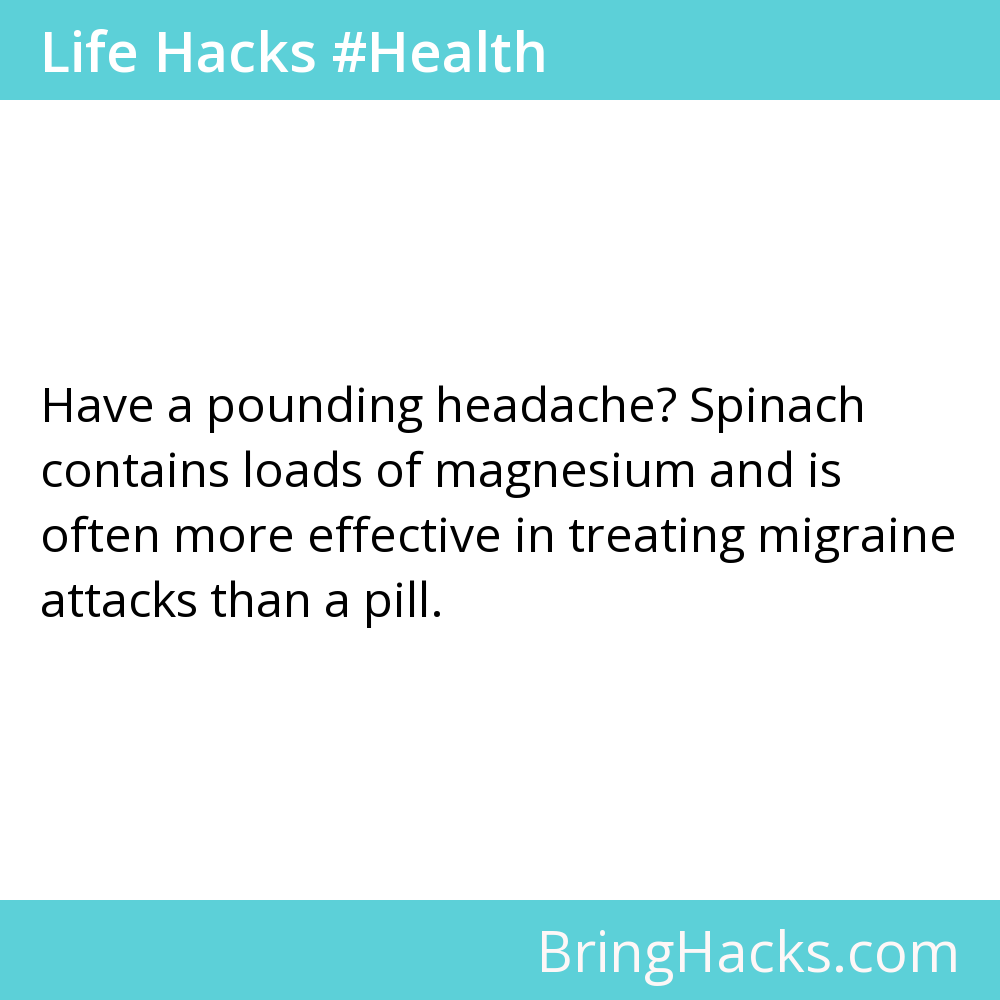 Life Hacks #Health
Have a pounding headache? Spinach
contains loads of magnesium and is
often more effective in treating migraine
attacks than a pill.
BringHacks.com